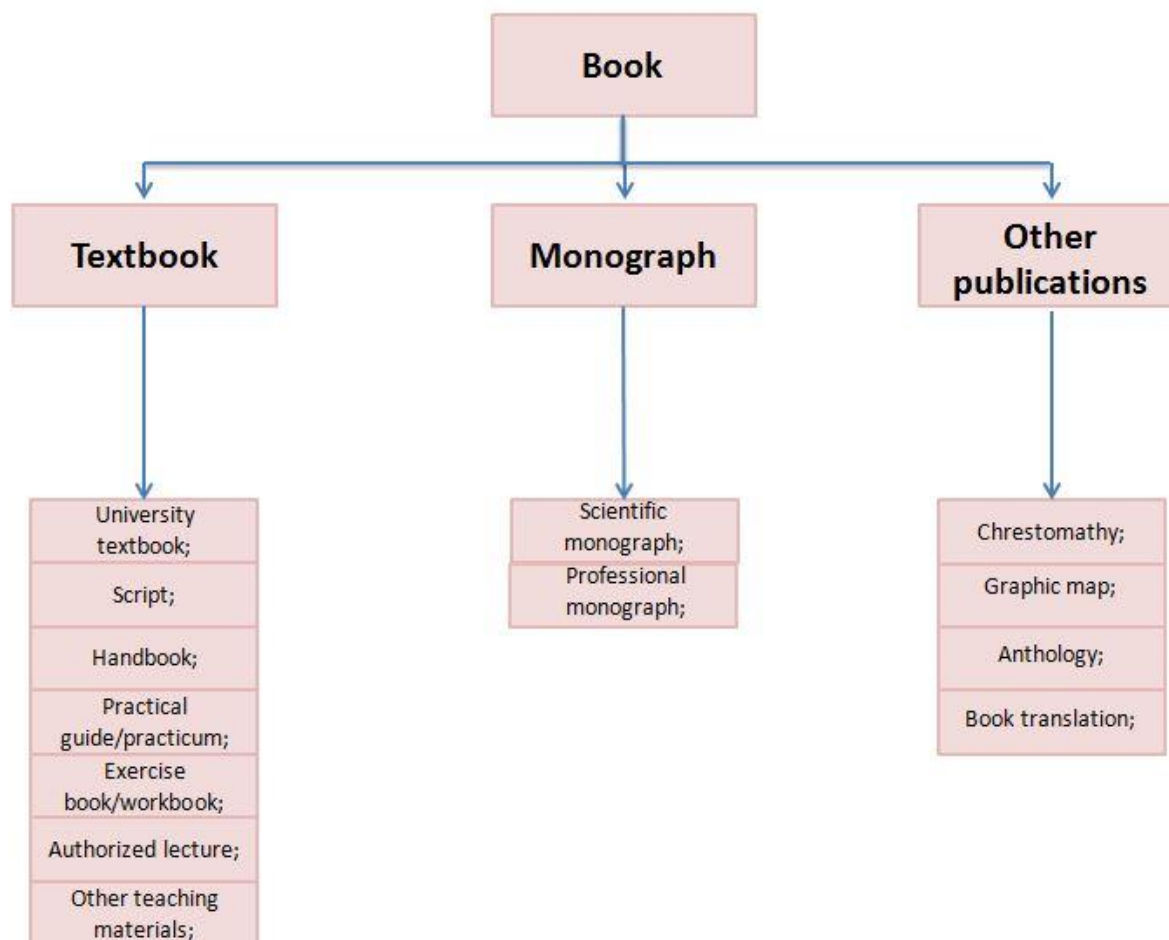 Book
Textbook
Monograph
Other
publications
University
textbook;
Script;
Handbook;
Practical
guide/practicum;
Exercise
book/workbook;
Authorized lecture;
Other teaching
materials;
Scientific
monograph;
Professional
monograph;
Chrestomathy;
Graphic map;
Anthology;
Book translation;